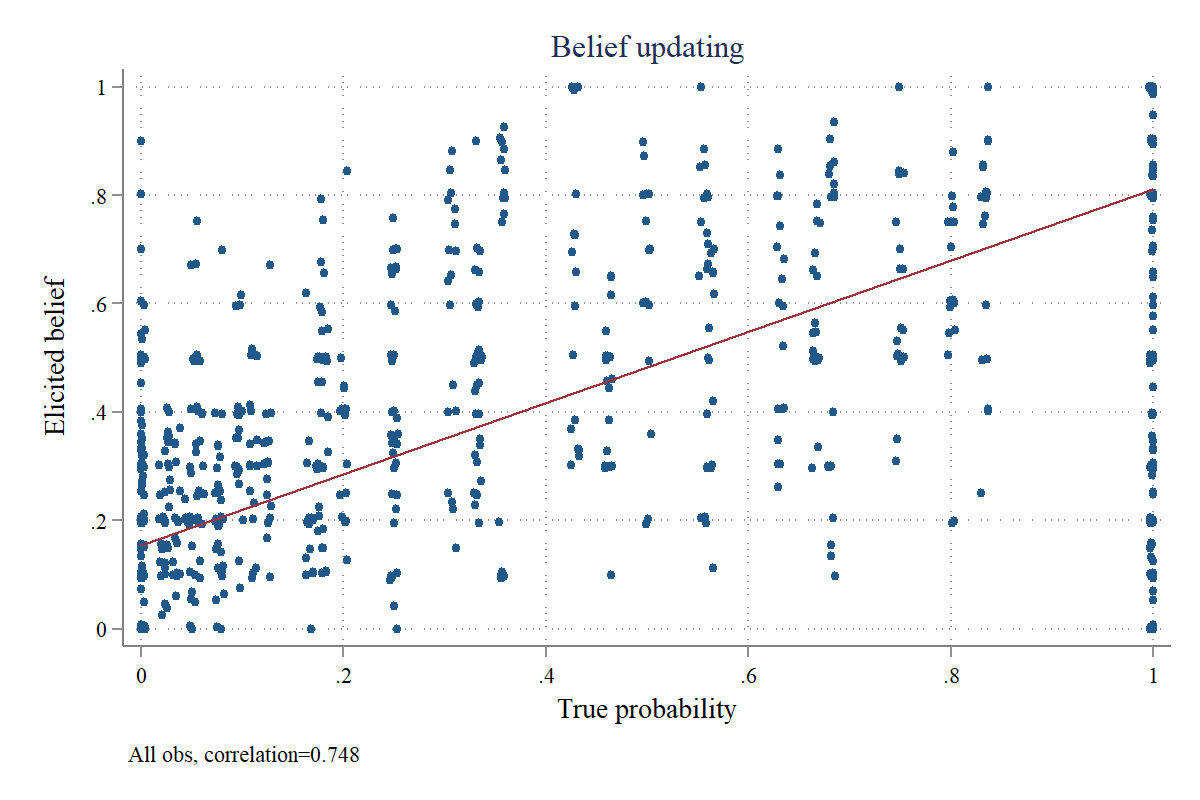 Belief updating
Elicited belief
1
.8
.6
.4
.2
0
0 .2 .4 .6 .8 1
True probability
All obs, correlation=0.748